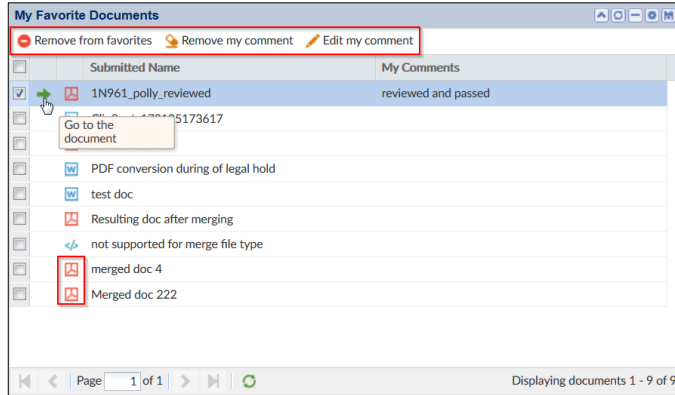 My Favorite Documents
Remove from favorites Remove my comment Edit my comment
Submitted Name My Comments
1N961_polly_reviewed reviewed and passed
173617
Go to the
document
PDF conversion during of legal hold
test doc
Resulting doc after merging
not supported for merge file type
merged doc 4
Merged doc 222
Page 1 of 1 Displaying documents 1 - 9 of 9